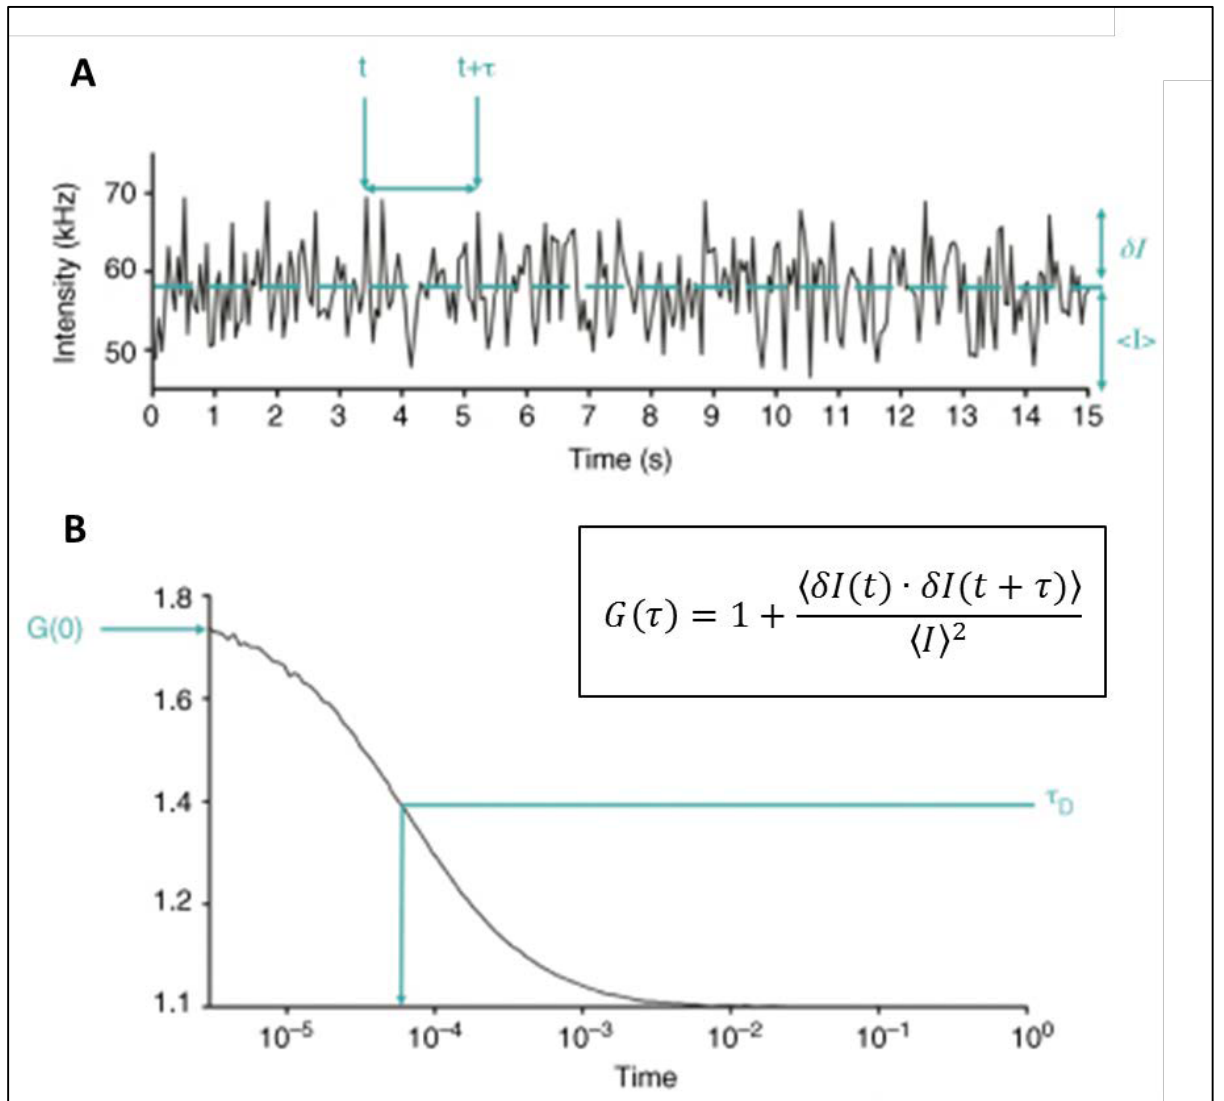 A
t t+τ
Intensity (kHz)
70
60
50
δI
<I>
0 1 2 3 4 5 6 7 8 9 10 11 12 13 14 15
Time (s)
B
G(τ) = 1 + ⟨δI(t) · δI(t + τ)⟩ / ⟨I⟩²
G(0)
1.8
1.6
1.4
1.2
1.1
τD
10⁻⁵ 10⁻⁴ 10⁻³ 10⁻² 10⁻¹ 10⁰
Time